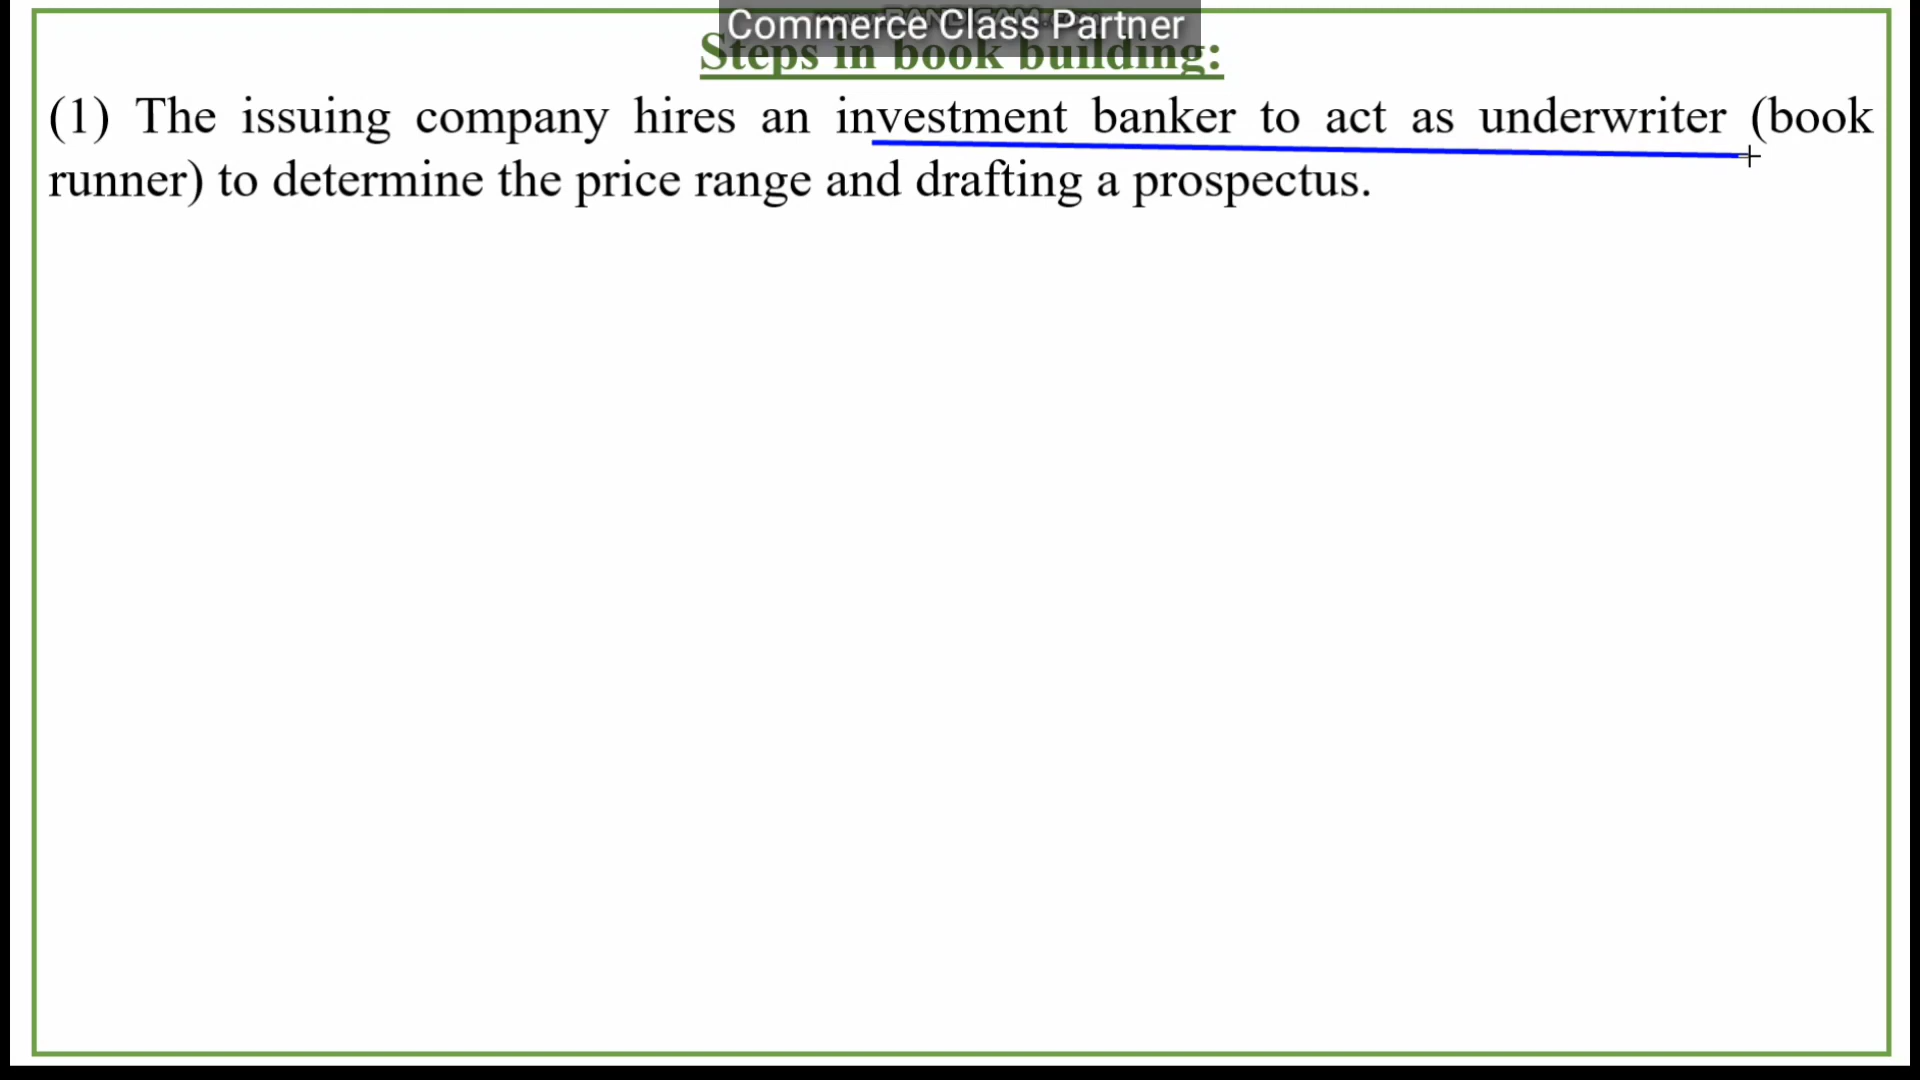 Commerce Class Partner
Steps in book building:
(1) The issuing company hires an investment banker to act as underwriter (book
runner) to determine the price range and drafting a prospectus.